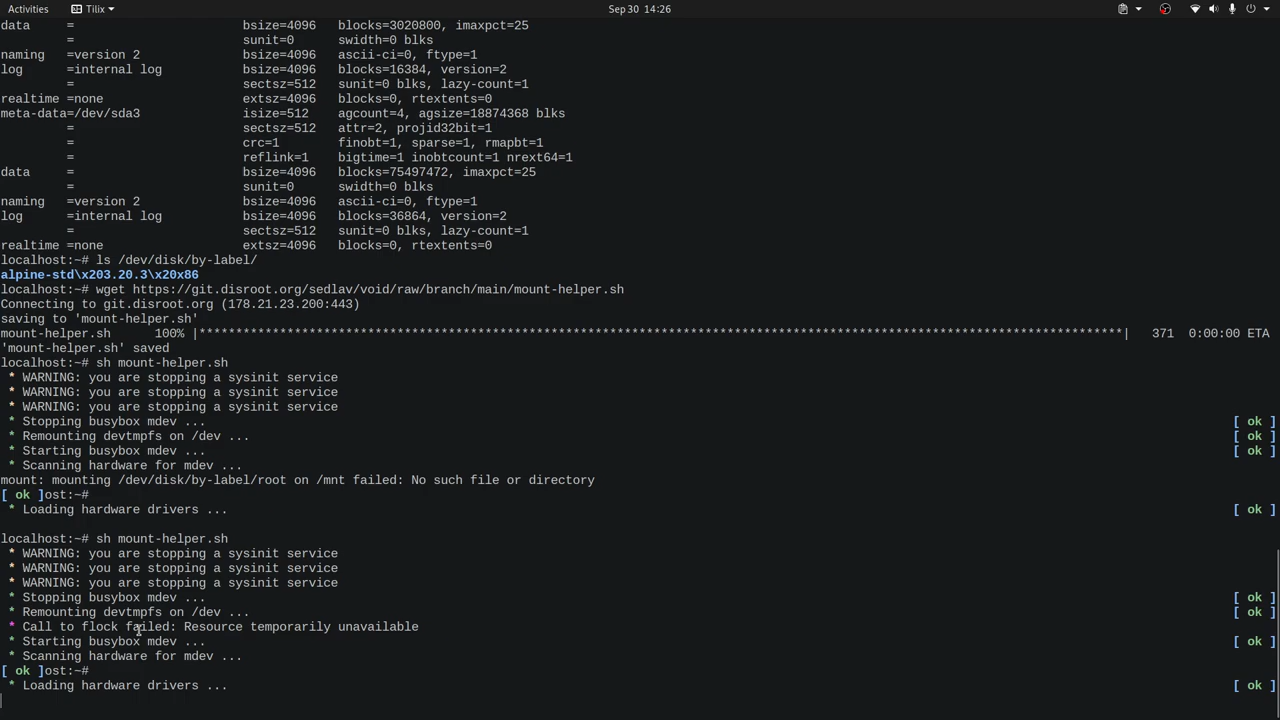 Activities Tilix Sep 30 14:26
data = bsize=4096 blocks=3020800, imaxpct=25
= sunit=0 swidth=0 blks
naming =version 2 bsize=4096 ascii-ci=0, ftype=1
log =internal log bsize=4096 blocks=16384, version=2
= sectsz=512 sunit=0 blks, lazy-count=1
realtime =none extsz=4096 blocks=0, rtextents=0
meta-data=/dev/sda3 isize=512 agcount=4, agsize=18874368 blks
= sectsz=512 attr=2, projid32bit=1
= crc=1 finobt=1, sparse=1, rmapbt=1
= reflink=1 bigtime=1 inobtcount=1 nrext64=1
data = bsize=4096 blocks=75497472, imaxpct=25
= sunit=0 swidth=0 blks
naming =version 2 bsize=4096 ascii-ci=0, ftype=1
log =internal log bsize=4096 blocks=36864, version=2
= sectsz=512 sunit=0 blks, lazy-count=1
realtime =none extsz=4096 blocks=0, rtextents=0
localhost:~# ls /dev/disk/by-label/
alpine-std\x203.20.3\x20x86
localhost:~# wget https://git.disroot.org/sedlav/void/raw/branch/main/mount-helper.sh
Connecting to git.disroot.org (178.21.23.200:443)
saving to 'mount-helper.sh'
mount-helper.sh 100% |******************************************************************************************************************************| 371 0:00:00 ETA
'mount-helper.sh' saved
localhost:~# sh mount-helper.sh
* WARNING: you are stopping a sysinit service
* WARNING: you are stopping a sysinit service
* WARNING: you are stopping a sysinit service
* Stopping busybox mdev ... [ ok ]
* Remounting devtmpfs on /dev ... [ ok ]
* Starting busybox mdev ... [ ok ]
* Scanning hardware for mdev ...
mount: mounting /dev/disk/by-label/root on /mnt failed: No such file or directory
[ ok ]ost:~#
* Loading hardware drivers ... [ ok ]
localhost:~# sh mount-helper.sh
* WARNING: you are stopping a sysinit service
* WARNING: you are stopping a sysinit service
* WARNING: you are stopping a sysinit service
* Stopping busybox mdev ... [ ok ]
* Remounting devtmpfs on /dev ... [ ok ]
* Call to flock failed: Resource temporarily unavailable
* Starting busybox mdev ... [ ok ]
* Scanning hardware for mdev ...
[ ok ]ost:~#
* Loading hardware drivers ... [ ok ]